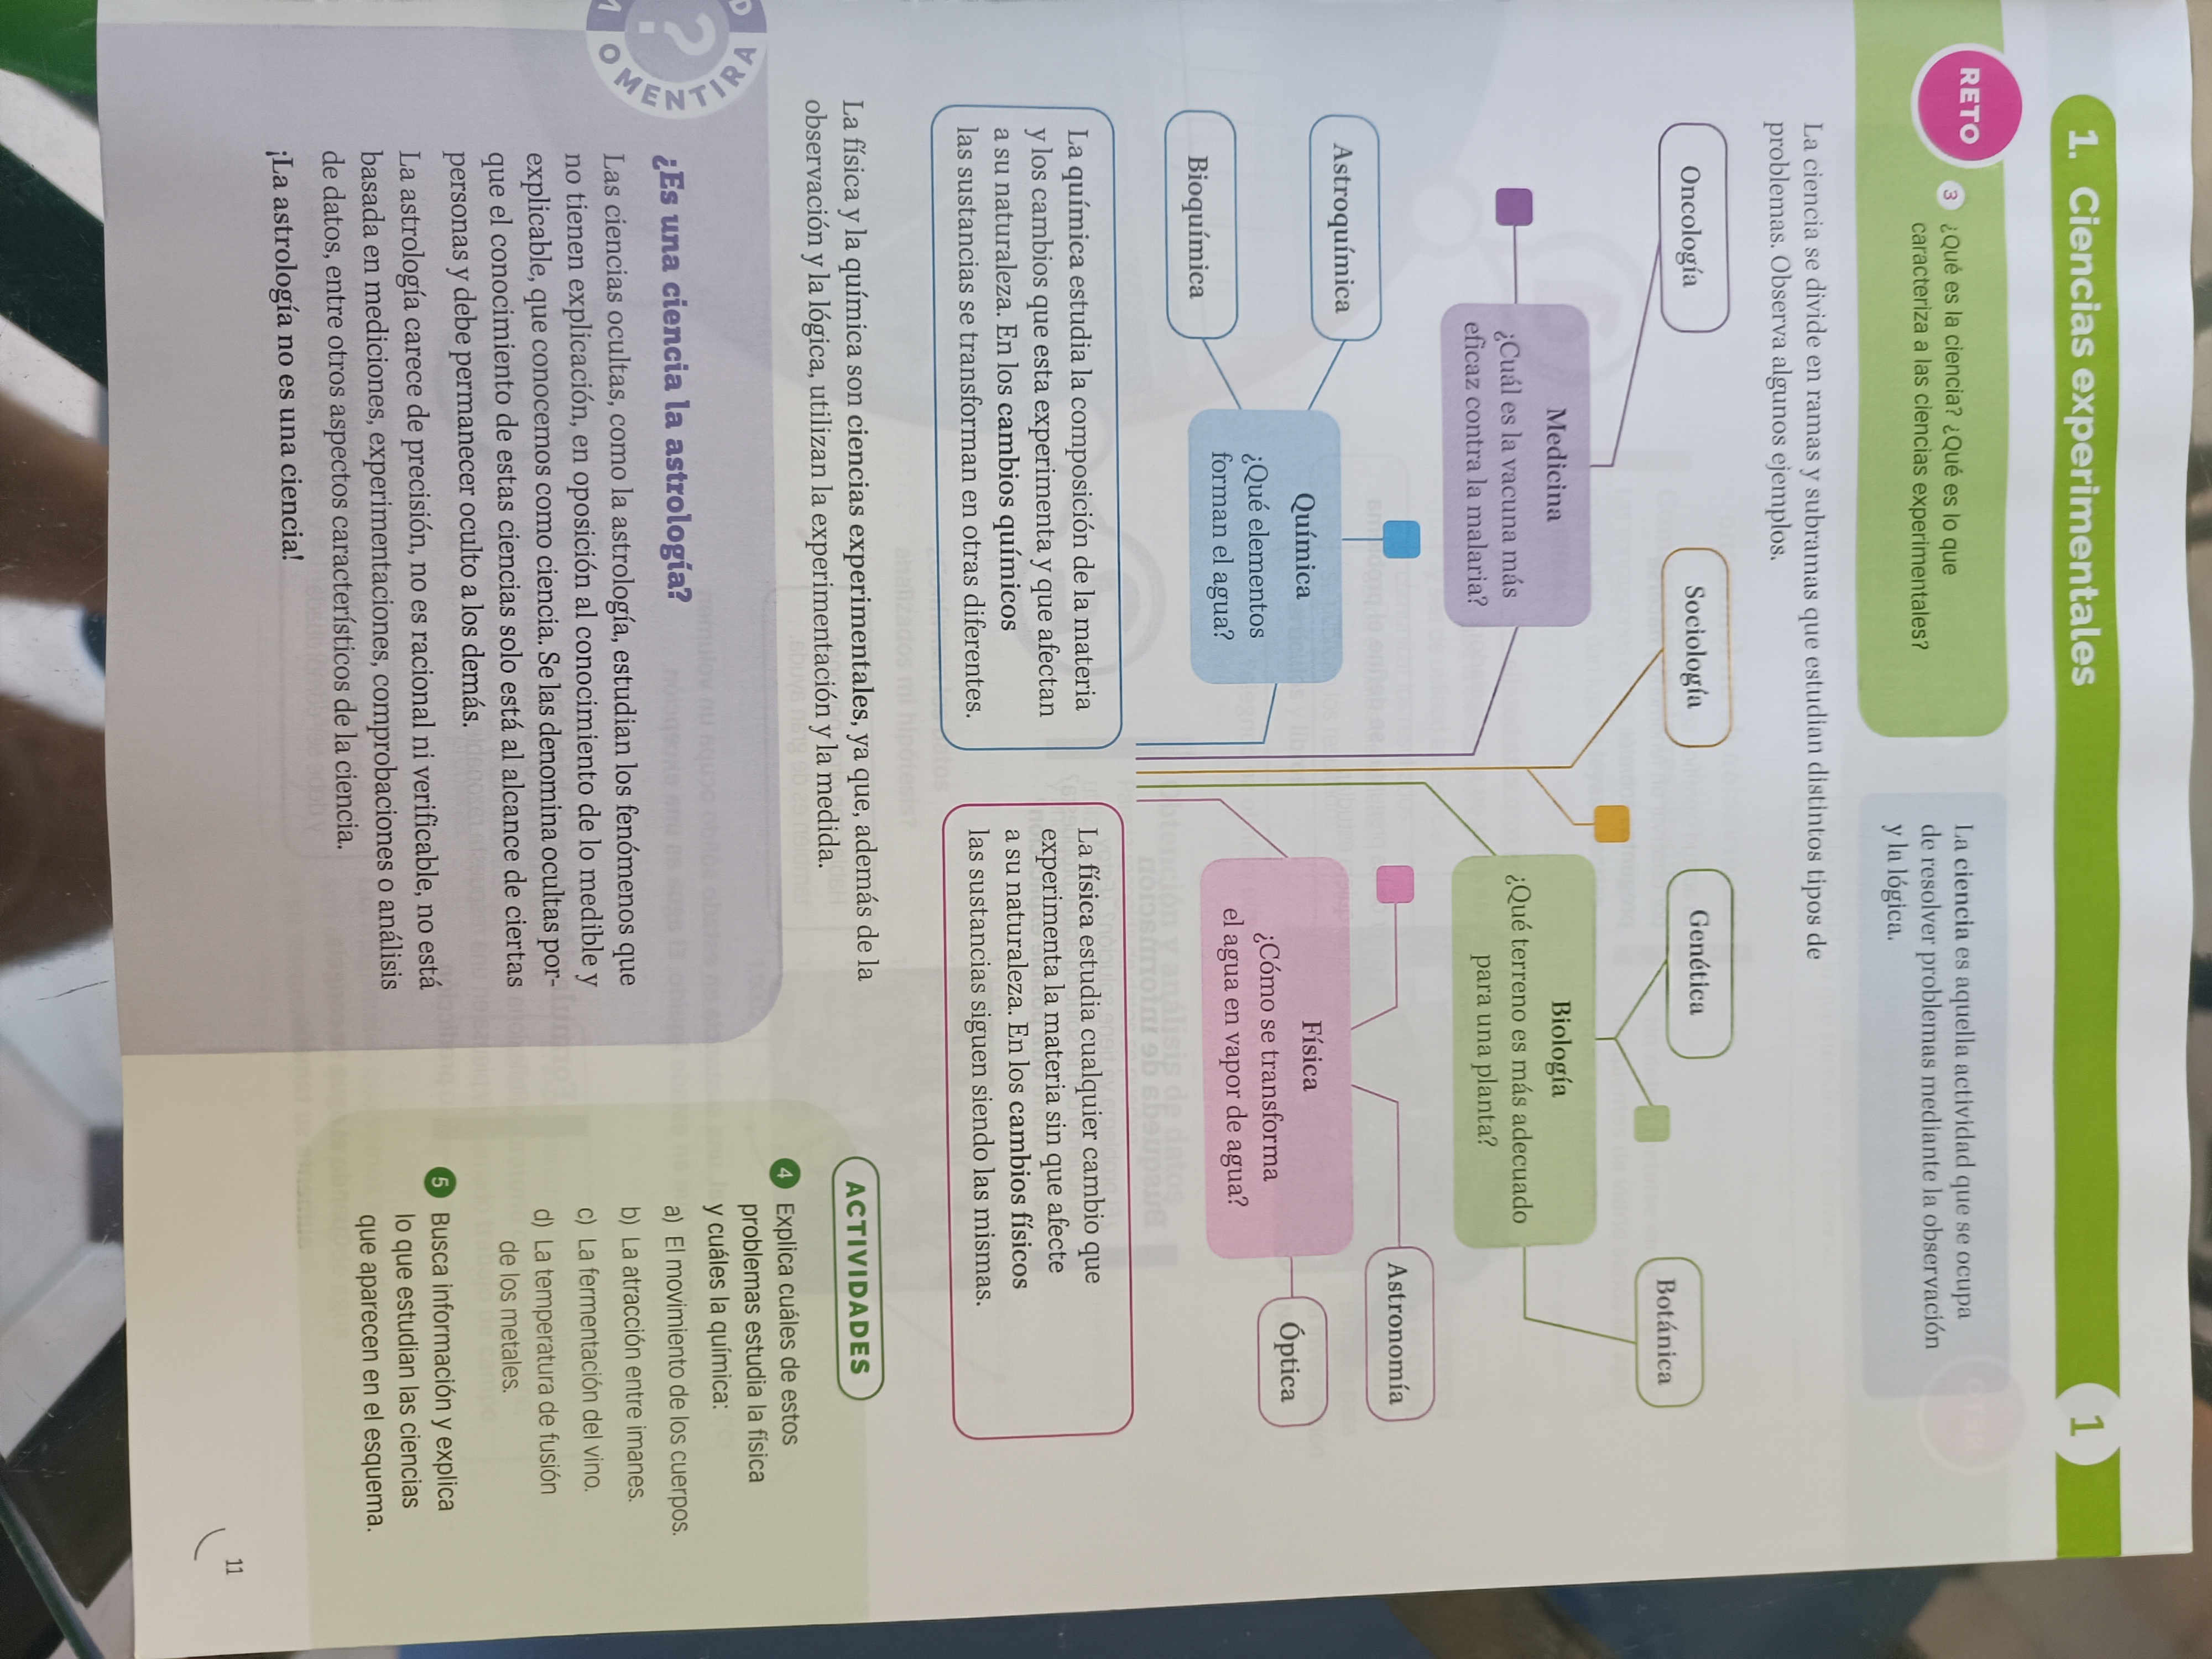 1. Ciencias experimentales
1
RETO
3 ¿Qué es la ciencia? ¿Qué es lo que
caracteriza a las ciencias experimentales?
La ciencia es aquella actividad que se ocupa
de resolver problemas mediante la observación
y la lógica.
La ciencia se divide en ramas y subramas que estudian distintos tipos de
problemas. Observa algunos ejemplos.
Oncología
Sociología
Genética
Botánica
Medicina
¿Cuál es la vacuna más
eficaz contra la malaria?
Biología
¿Qué terreno es más adecuado
para una planta?
Astroquímica
Bioquímica
Química
¿Qué elementos
forman el agua?
Astronomía
Física
¿Cómo se transforma
el agua en vapor de agua?
Óptica
La química estudia la composición de la materia
y los cambios que esta experimenta y que afectan
a su naturaleza. En los cambios químicos
las sustancias se transforman en otras diferentes.
La física estudia cualquier cambio que
experimenta la materia sin que afecte
a su naturaleza. En los cambios físicos
las sustancias siguen siendo las mismas.
La física y la química son ciencias experimentales, ya que, además de la
observación y la lógica, utilizan la experimentación y la medida.
?
O MENTIRA
¿Es una ciencia la astrología?
Las ciencias ocultas, como la astrología, estudian los fenómenos que
no tienen explicación, en oposición al conocimiento de lo medible y
explicable, que conocemos como ciencia. Se las denomina ocultas por-
que el conocimiento de estas ciencias solo está al alcance de ciertas
personas y debe permanecer oculto a los demás.
La astrología carece de precisión, no es racional ni verificable, no está
basada en mediciones, experimentaciones, comprobaciones o análisis
de datos, entre otros aspectos característicos de la ciencia.
¡La astrología no es una ciencia!
ACTIVIDADES
4 Explica cuáles de estos
problemas estudia la física
y cuáles la química:
a) El movimiento de los cuerpos.
b) La atracción entre imanes.
c) La fermentación del vino.
d) La temperatura de fusión
de los metales.
5 Busca información y explica
lo que estudian las ciencias
que aparecen en el esquema.
11